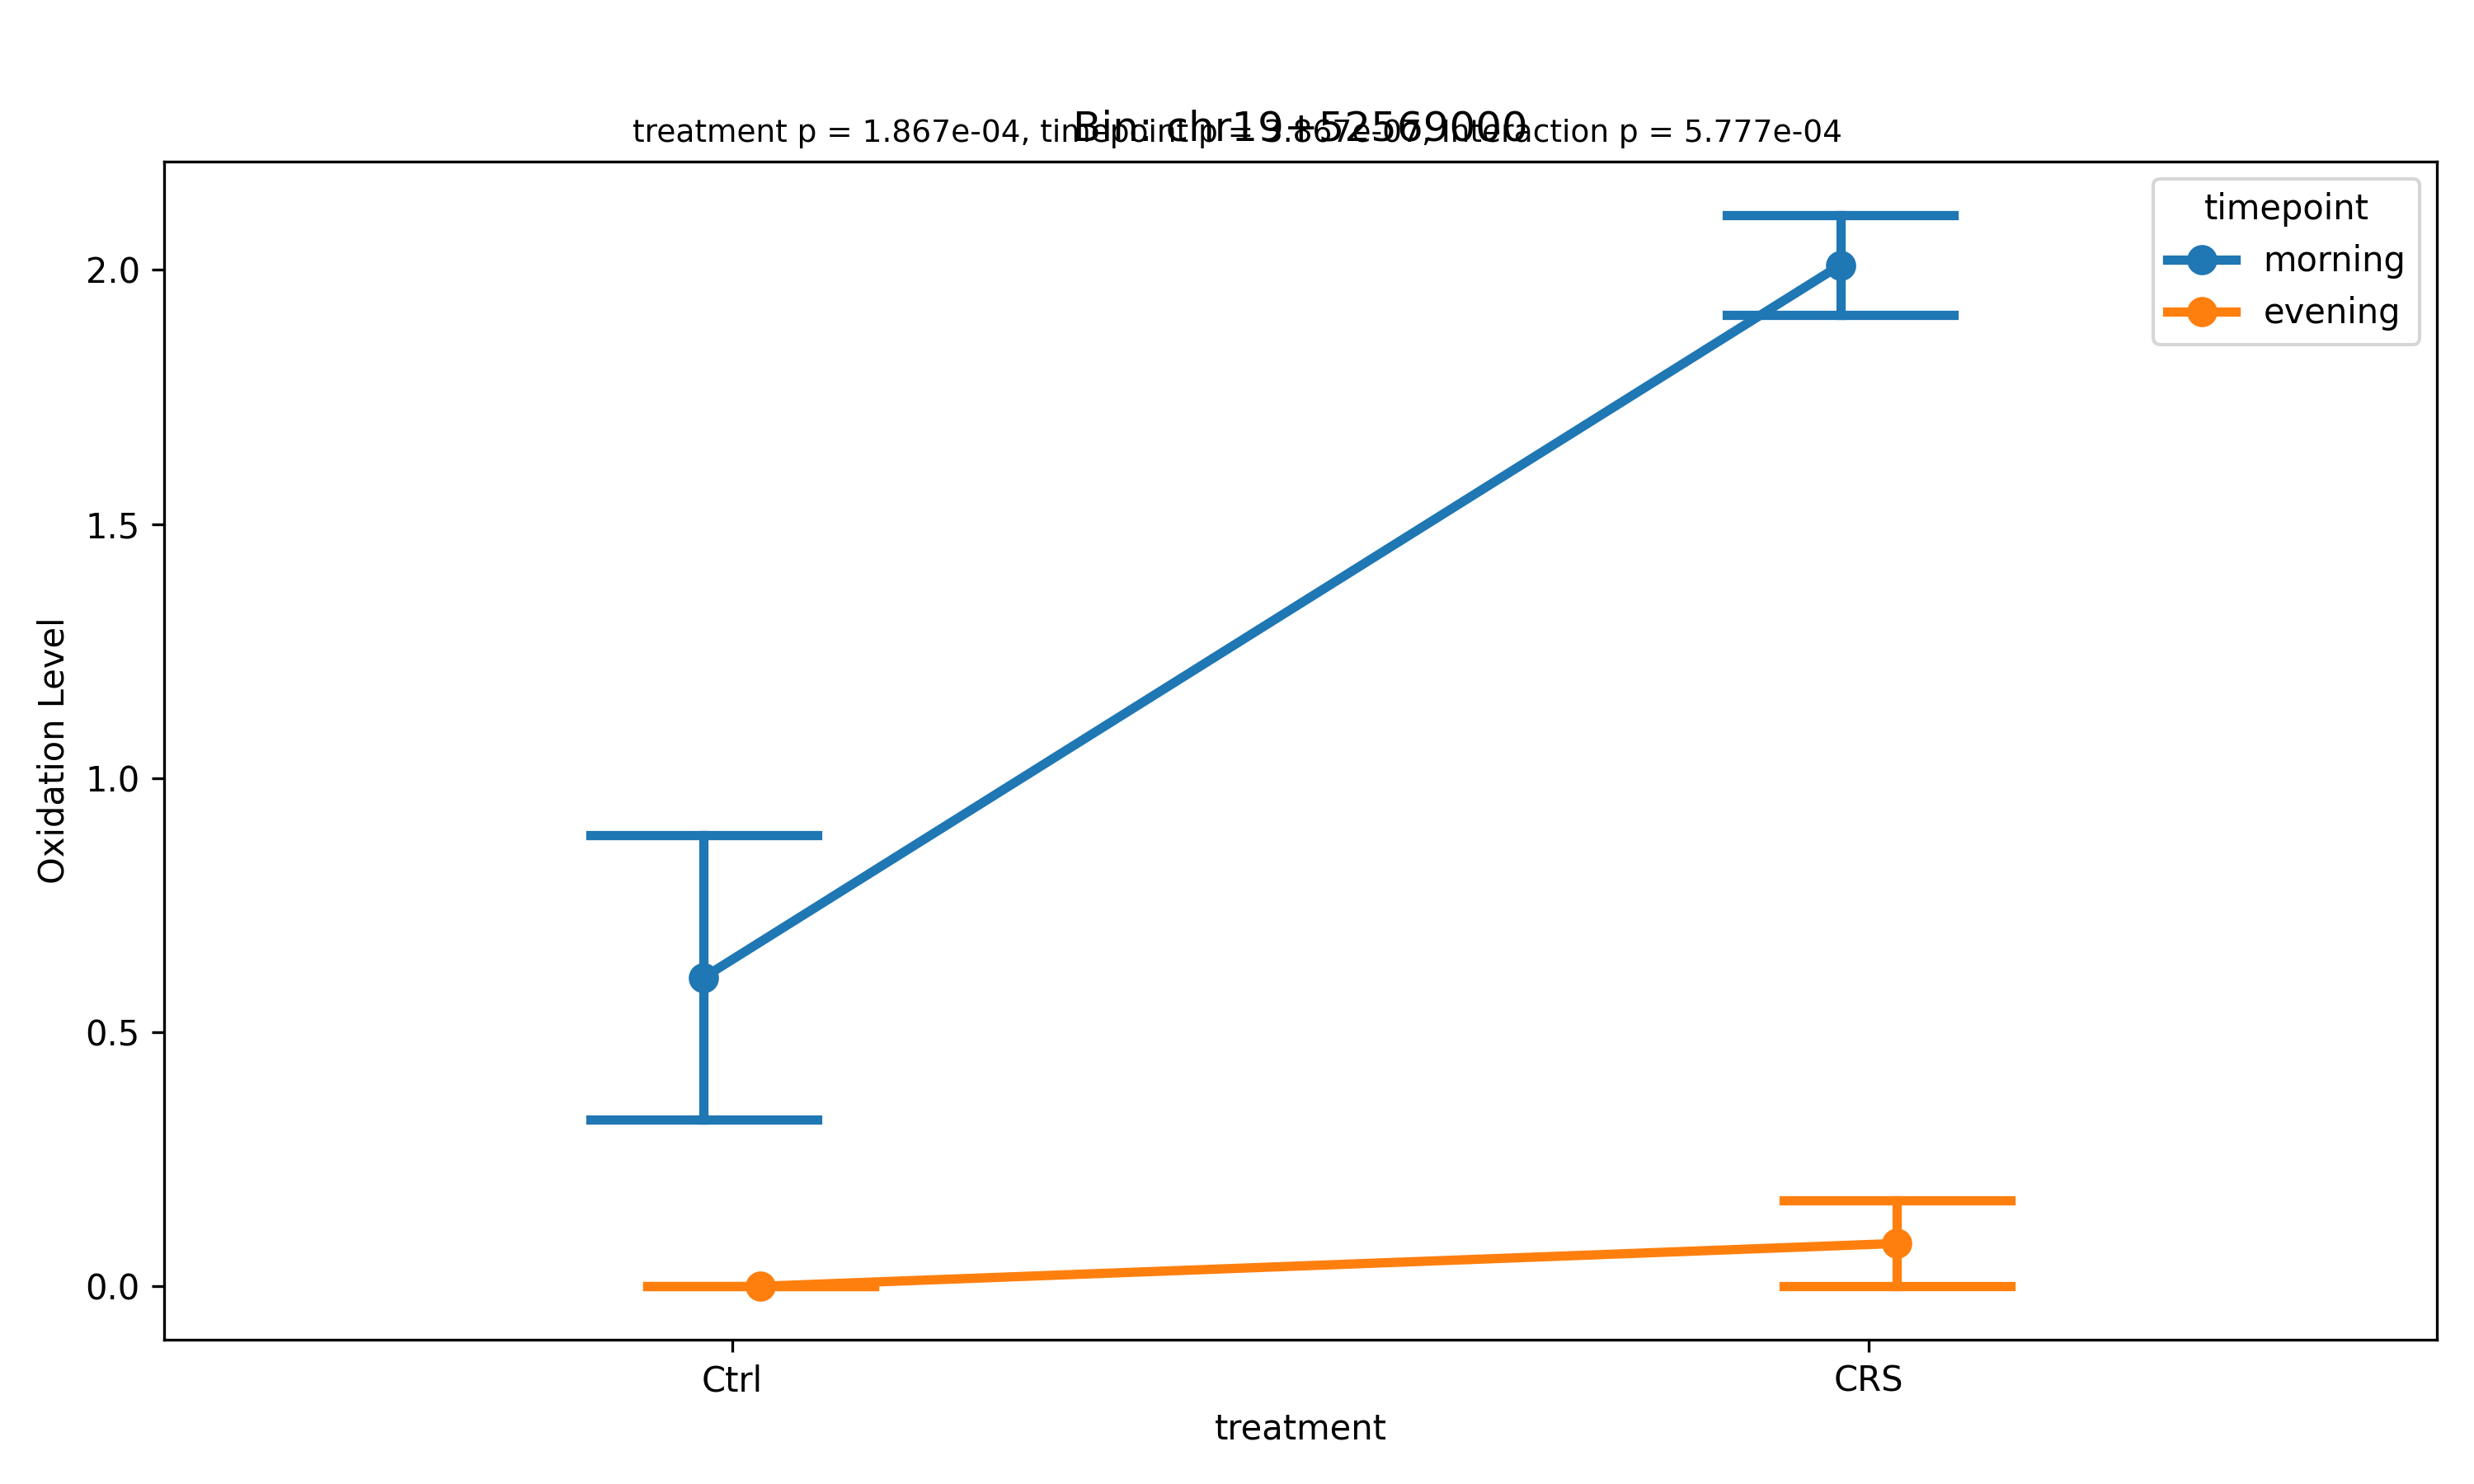 Bin: chr19+52569000
treatment p = 1.867e-04, timepoint p = interaction p = 5.777e-04
timepoint
morning
evening
Oxidation Level
2.0
1.5
1.0
0.5
0.0
Ctrl
CRS
treatment